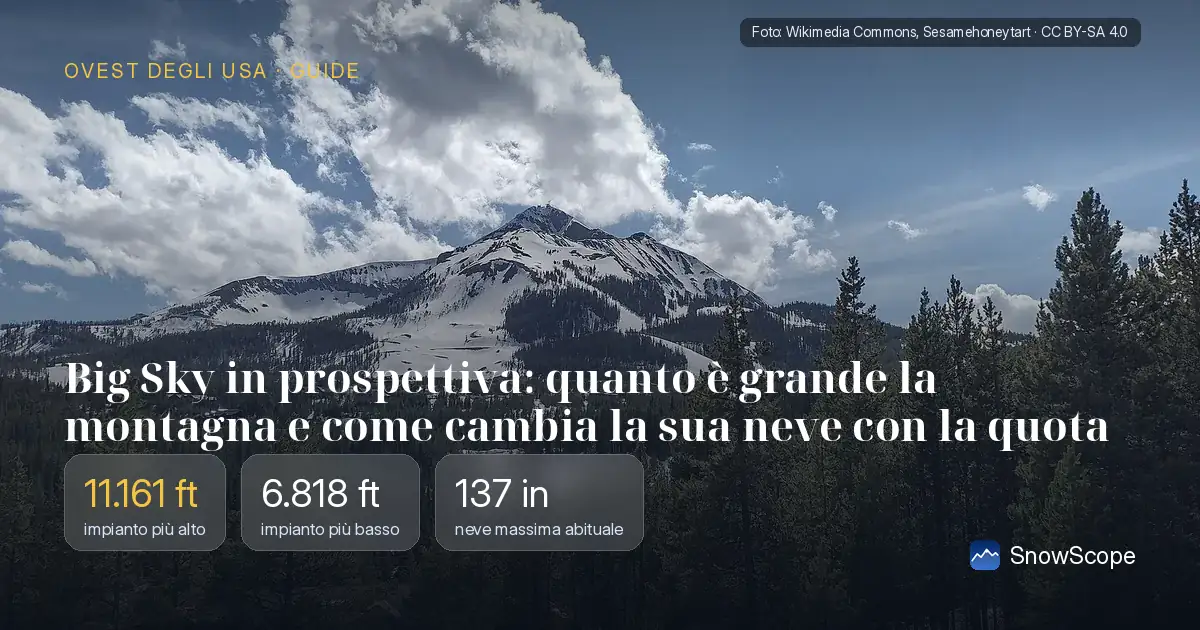 Foto: Wikimedia Commons, Sesamehoneytart · CC BY-SA 4.0
OVEST DEGLI USA · GUIDE
Big Sky in prospettiva: quanto è grande la
montagna e come cambia la sua neve con la quota
11.161 ft
impianto più alto
6.818 ft
impianto più basso
137 in
neve massima abituale
SnowScope